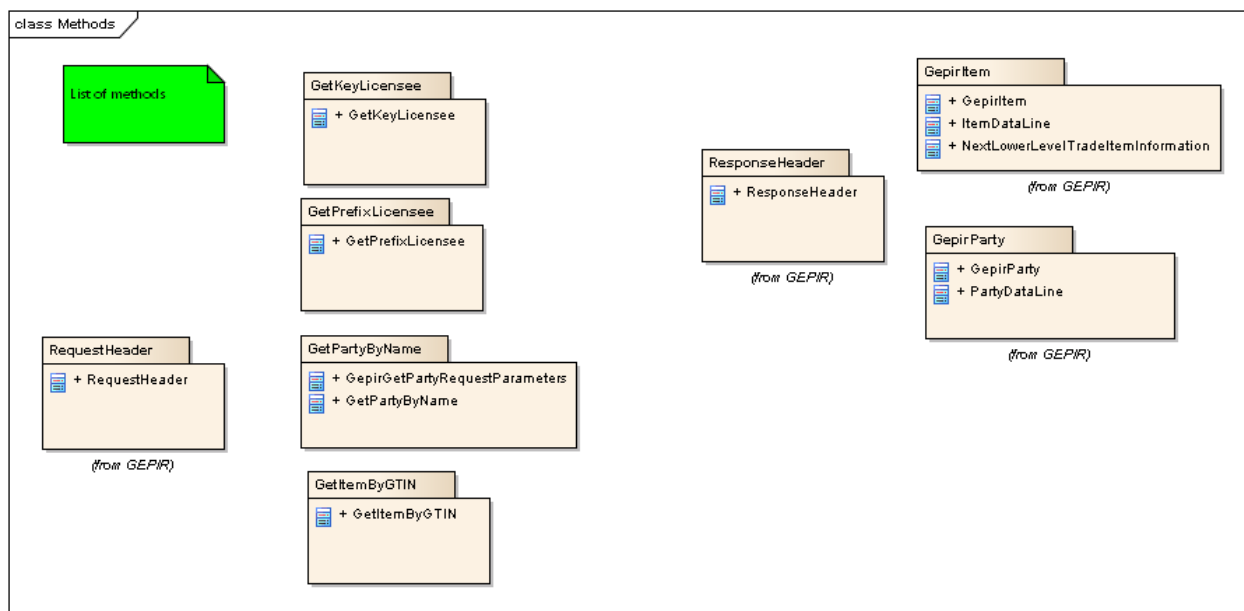 class Methods
List of methods
GetKeyLicensee
+ GetKeyLicensee
GetPrefixLicensee
+ GetPrefixLicensee
RequestHeader
+ RequestHeader
(from GEPIR)
GetPartyByName
+ GepirGetPartyRequestParameters
+ GetPartyByName
GetItemByGTIN
+ GetItemByGTIN
ResponseHeader
+ ResponseHeader
(from GEPIR)
GepirItem
+ GepirItem
+ ItemDataLine
+ NextLowerLevelTradeItemInformation
(from GEPIR)
GepirParty
+ GepirParty
+ PartyDataLine
(from GEPIR)